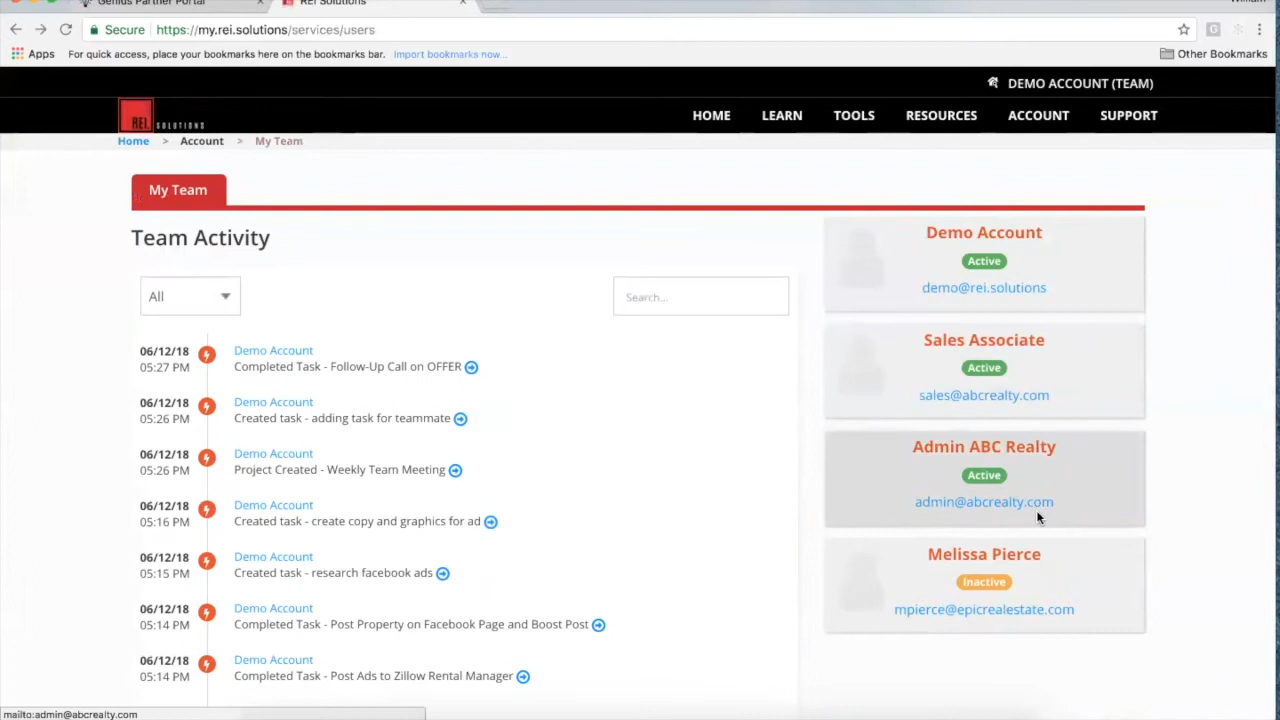 Genius Partner Portal
REI Solutions
William
Secure https://my.rei.solutions/services/users
Apps For quick access, place your bookmarks here on the bookmarks bar. Import bookmarks now... Other Bookmarks
DEMO ACCOUNT (TEAM)
REI SOLUTIONS
HOME LEARN TOOLS RESOURCES ACCOUNT SUPPORT
Home > Account > My Team
My Team
Team Activity
All
Search...
06/12/18 Demo Account
05:27 PM Completed Task - Follow-Up Call on OFFER
06/12/18 Demo Account
05:26 PM Created task - adding task for teammate
06/12/18 Demo Account
05:26 PM Project Created - Weekly Team Meeting
06/12/18 Demo Account
05:16 PM Created task - create copy and graphics for ad
06/12/18 Demo Account
05:15 PM Created task - research facebook ads
06/12/18 Demo Account
05:14 PM Completed Task - Post Property on Facebook Page and Boost Post
06/12/18 Demo Account
05:14 PM Completed Task - Post Ads to Zillow Rental Manager
Demo Account
Active
demo@rei.solutions
Sales Associate
Active
sales@abcrealty.com
Admin ABC Realty
Active
admin@abcrealty.com
Melissa Pierce
Inactive
mpierce@epicrealestate.com
mailto:admin@abcrealty.com